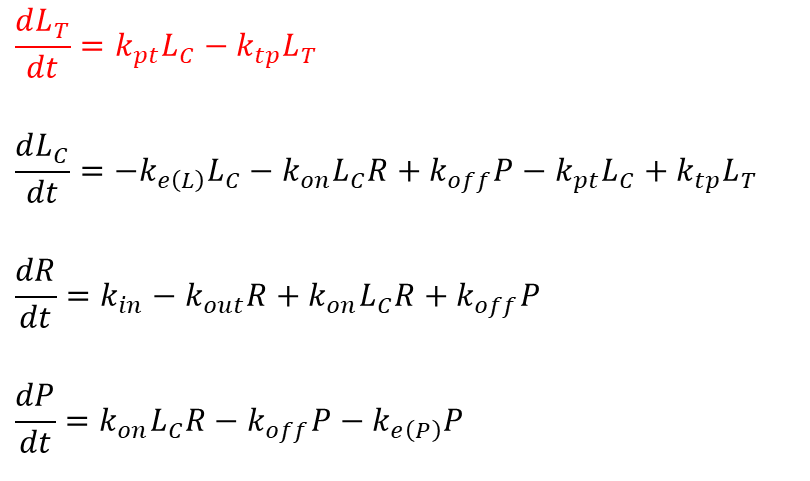 dL_T/dt = k_{pt}L_C − k_{tp}L_T
dL_C/dt = −k_{e(L)}L_C − k_{on}L_CR + k_{off}P − k_{pt}L_C + k_{tp}L_T
dR/dt = k_{in} − k_{out}R + k_{on}L_CR + k_{off}P
dP/dt = k_{on}L_CR − k_{off}P − k_{e(P)}P